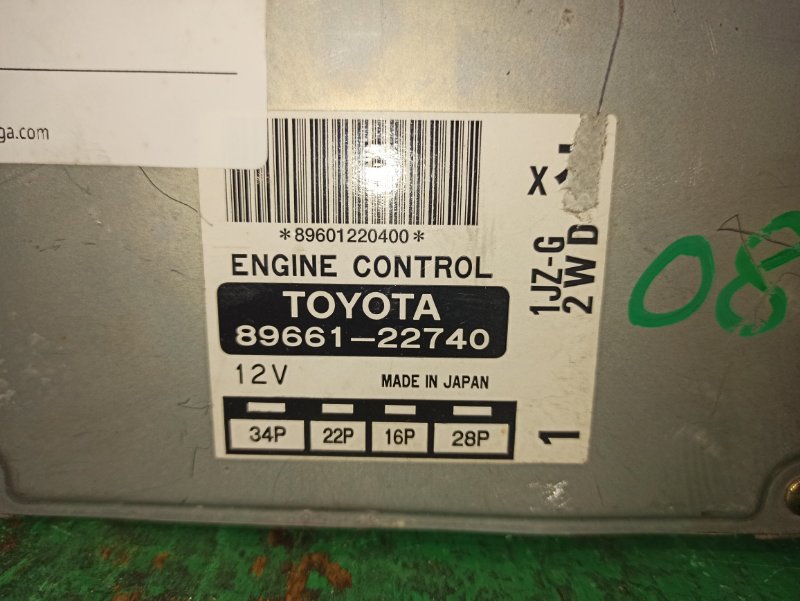 ga.com
*89601220400*
ENGINE CONTROL
TOYOTA
89661-22740
12V
MADE IN JAPAN
34P 22P 16P 28P
X
1JZ-G
2WD
1
08